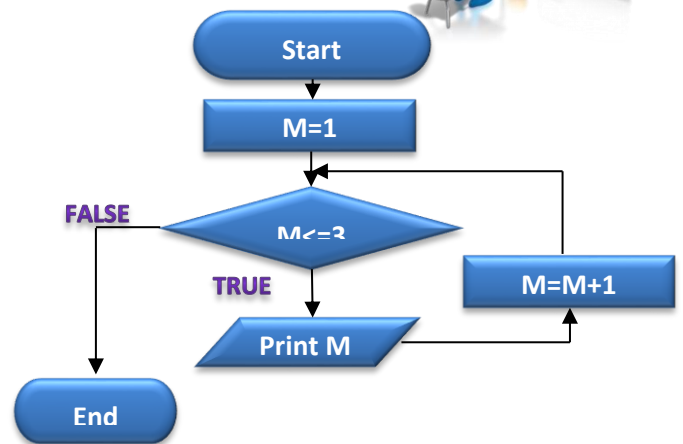 Start
M=1
FALSE
M<=3
TRUE
M=M+1
Print M
End